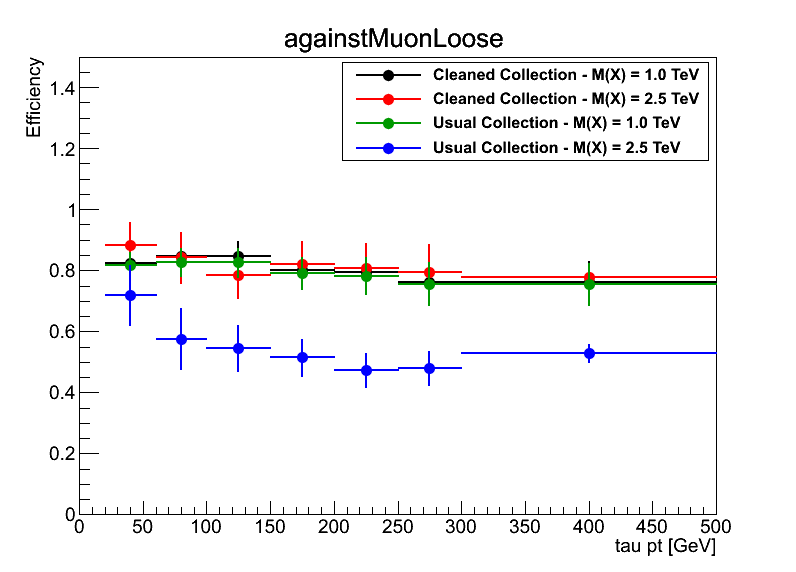 againstMuonLoose
Efficiency
Cleaned Collection - M(X) = 1.0 TeV
Cleaned Collection - M(X) = 2.5 TeV
Usual Collection - M(X) = 1.0 TeV
Usual Collection - M(X) = 2.5 TeV
1.4
1.2
1
0.8
0.6
0.4
0.2
0
0 50 100 150 200 250 300 350 400 450 500
tau pt [GeV]